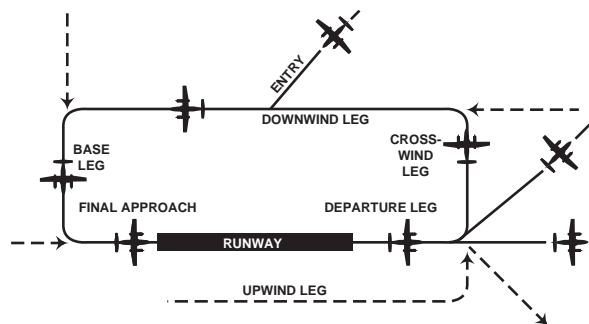 ENTRY
DOWNWIND LEG
BASE
LEG
CROSS-
WIND
LEG
FINAL APPROACH
DEPARTURE LEG
RUNWAY
UPWIND LEG